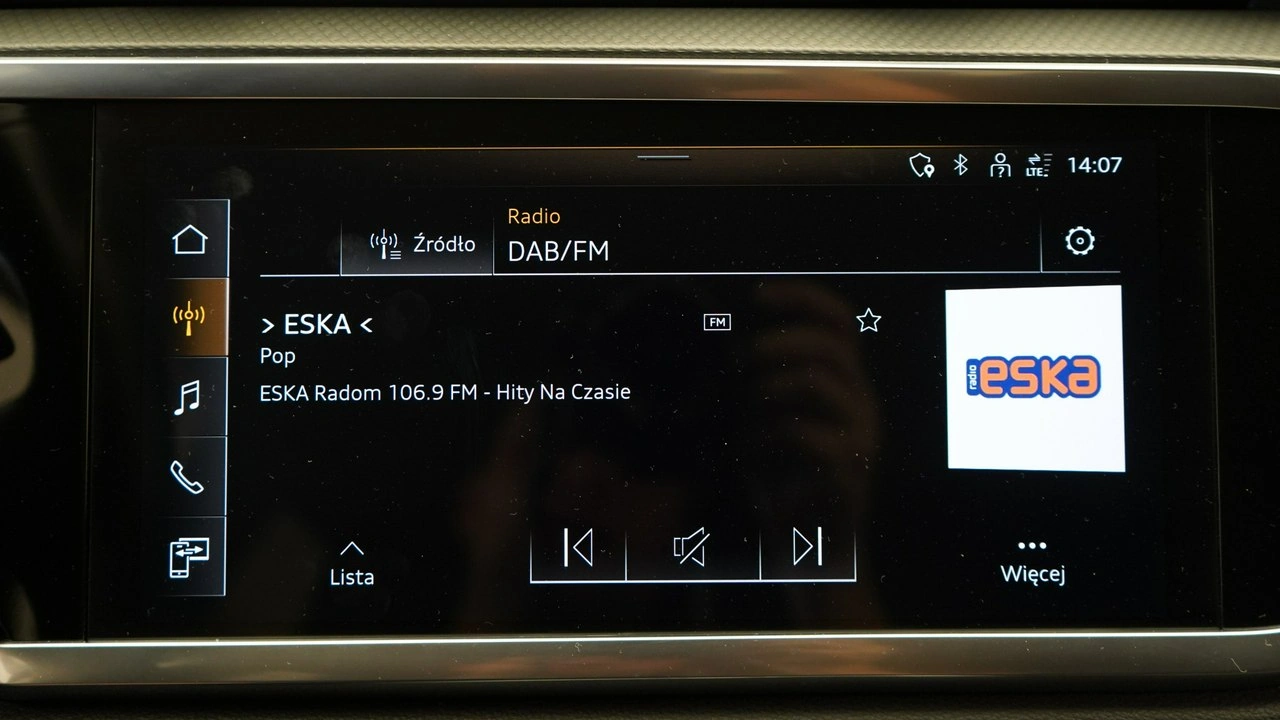 LTE 14:07
Źródło
Radio
DAB/FM
> ESKA <
FM
Pop
ESKA Radom 106.9 FM - Hity Na Czasie
radio eska
Lista
Więcej